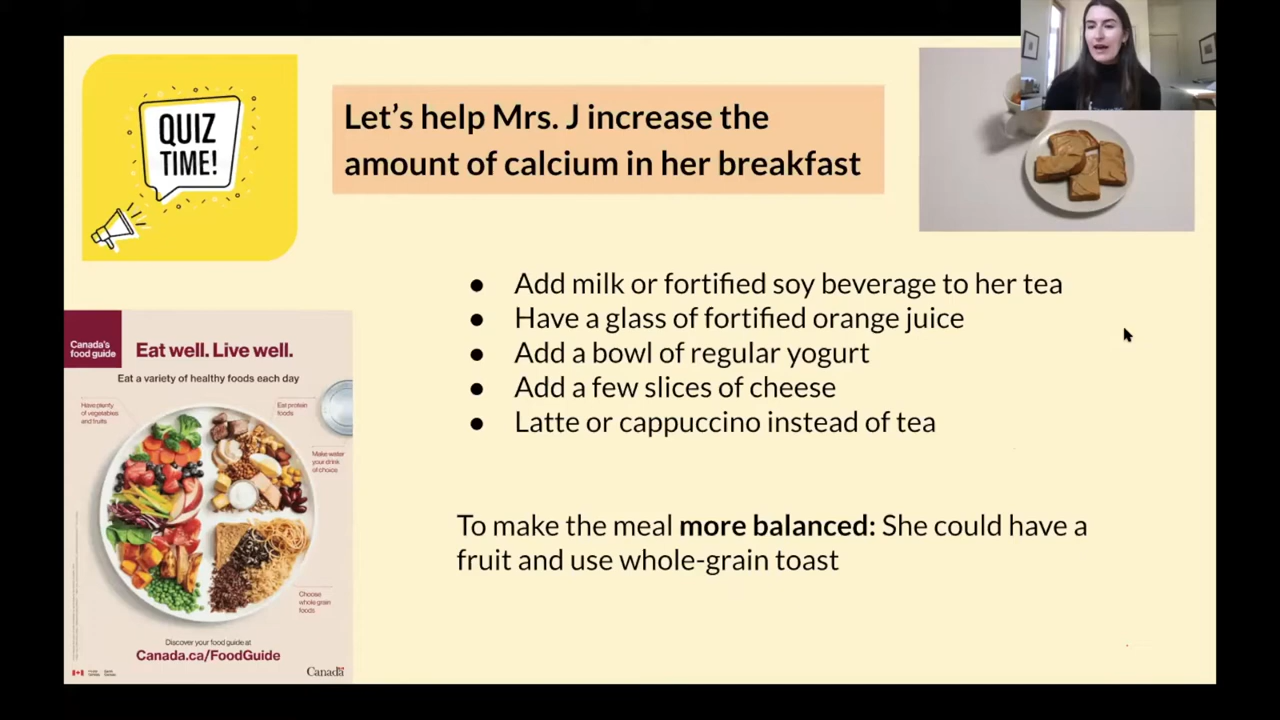 QUIZ
TIME!
Let's help Mrs. J increase the
amount of calcium in her breakfast
● Add milk or fortified soy beverage to her tea
● Have a glass of fortified orange juice
● Add a bowl of regular yogurt
● Add a few slices of cheese
● Latte or cappuccino instead of tea
To make the meal more balanced: She could have a
fruit and use whole-grain toast
Canada's
food guide
Eat well. Live well.
Eat a variety of healthy foods each day
Have plenty
of vegetables
and fruits
Eat protein
foods
Make water
your drink
of choice
Choose
whole grain
foods
Discover your food guide at
Canada.ca/FoodGuide
Canada